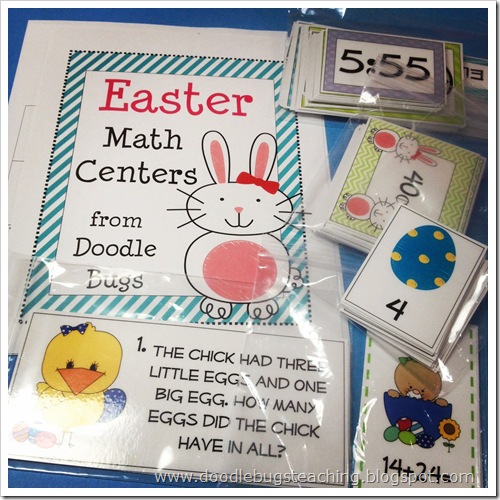 Easter
Math
Centers
from
Doodle
Bugs
5:55
40¢
4
1. THE CHICK HAD THREE
LITTLE EGGS AND ONE
BIG EGG. HOW MANY
EGGS DID THE CHICK
HAVE IN ALL?
14+24
www.doodlebugsteaching.blogspot.com